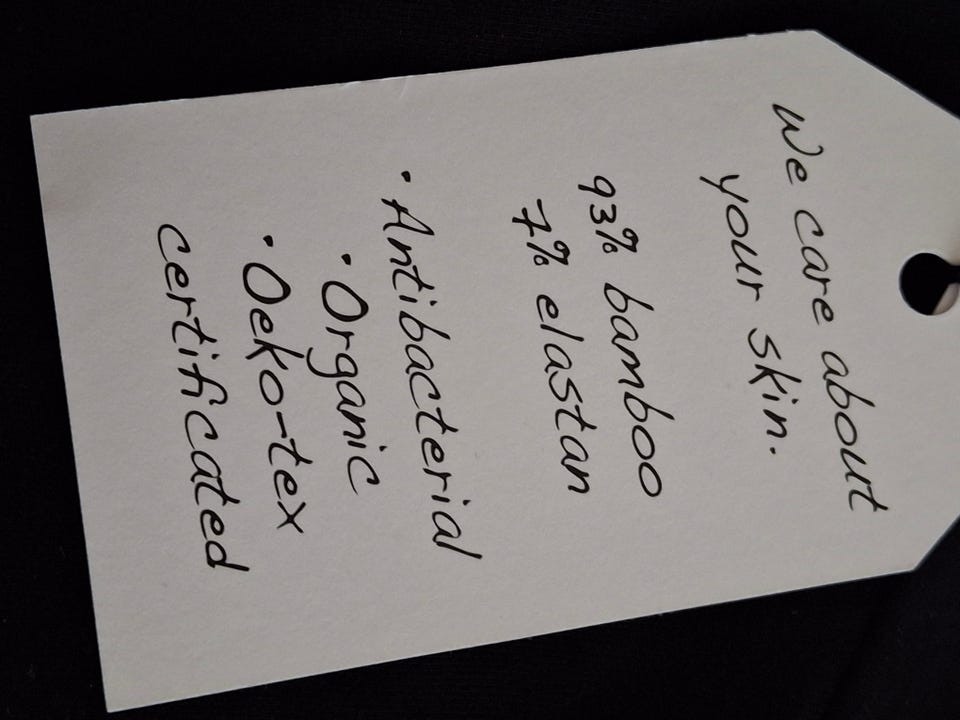 We care about
your skin.
93% bamboo
7% elastan
• Antibacterial
• Organic
• Oeko-tex
certificated